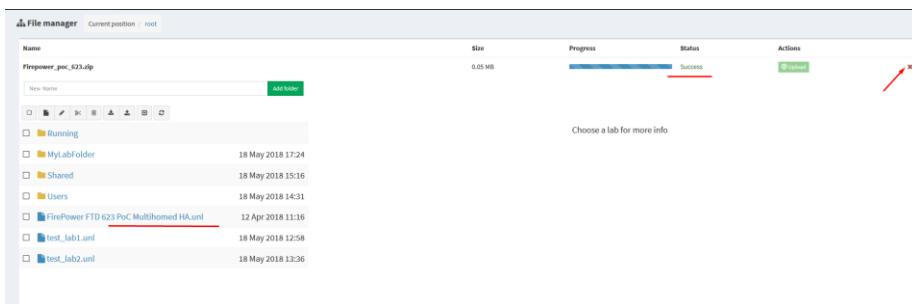 File manager Current position / root
Name Size Progress Status Actions
Firepower_poc_623.zip 0.05 MB Success Upload
New Name Add folder
Running
MyLabFolder 18 May 2018 17:24
Shared 18 May 2018 15:16
Users 18 May 2018 14:31
FirePower FTD 623 PoC Multihomed HA.unl 12 Apr 2018 11:16
test_lab1.unl 18 May 2018 12:58
test_lab2.unl 18 May 2018 13:36
Choose a lab for more info